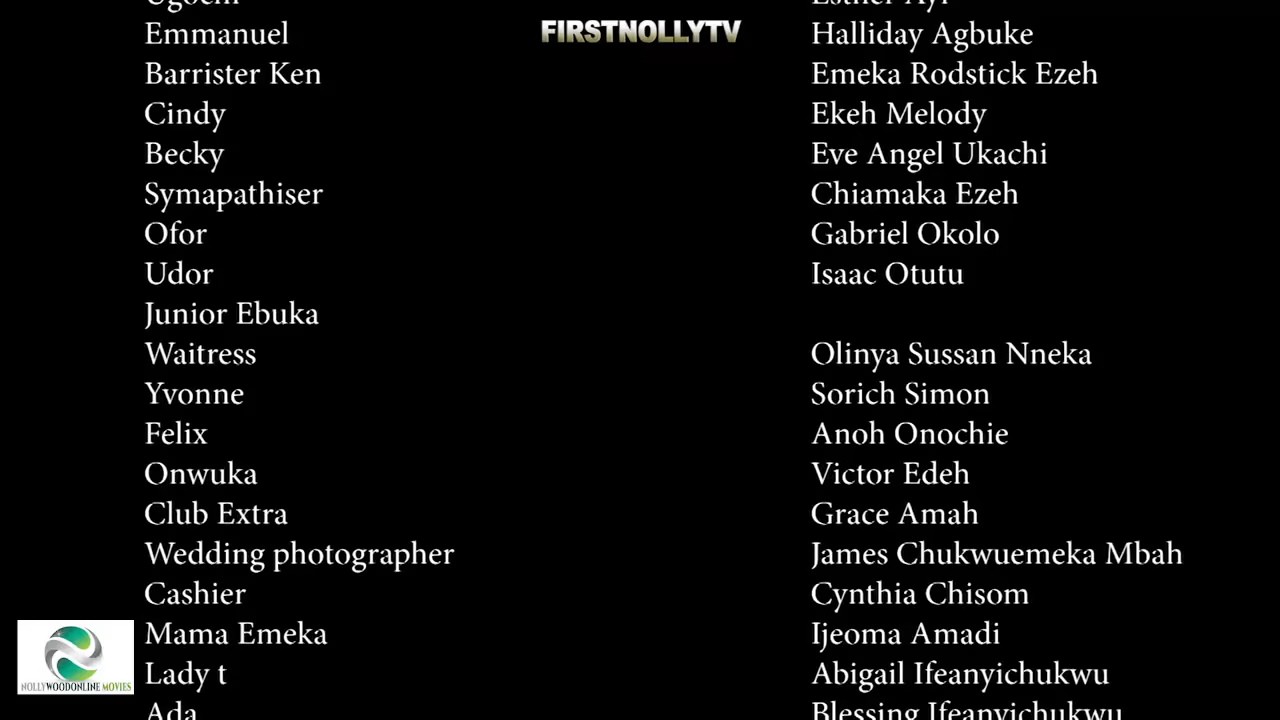 Ugochi Esther Ayi
FIRSTNOLLYTV
Emmanuel Halliday Agbuke
Barrister Ken Emeka Rodstick Ezeh
Cindy Ekeh Melody
Becky Eve Angel Ukachi
Symapathiser Chiamaka Ezeh
Ofor Gabriel Okolo
Udor Isaac Otutu
Junior Ebuka
Waitress Olinya Sussan Nneka
Yvonne Sorich Simon
Felix Anoh Onochie
Onwuka Victor Edeh
Club Extra Grace Amah
Wedding photographer James Chukwuemeka Mbah
Cashier Cynthia Chisom
Mama Emeka Ijeoma Amadi
Lady t Abigail Ifeanyichukwu
Ada Blessing Ifeanyichukwu
NOLLYWOODONLINE MOVIES